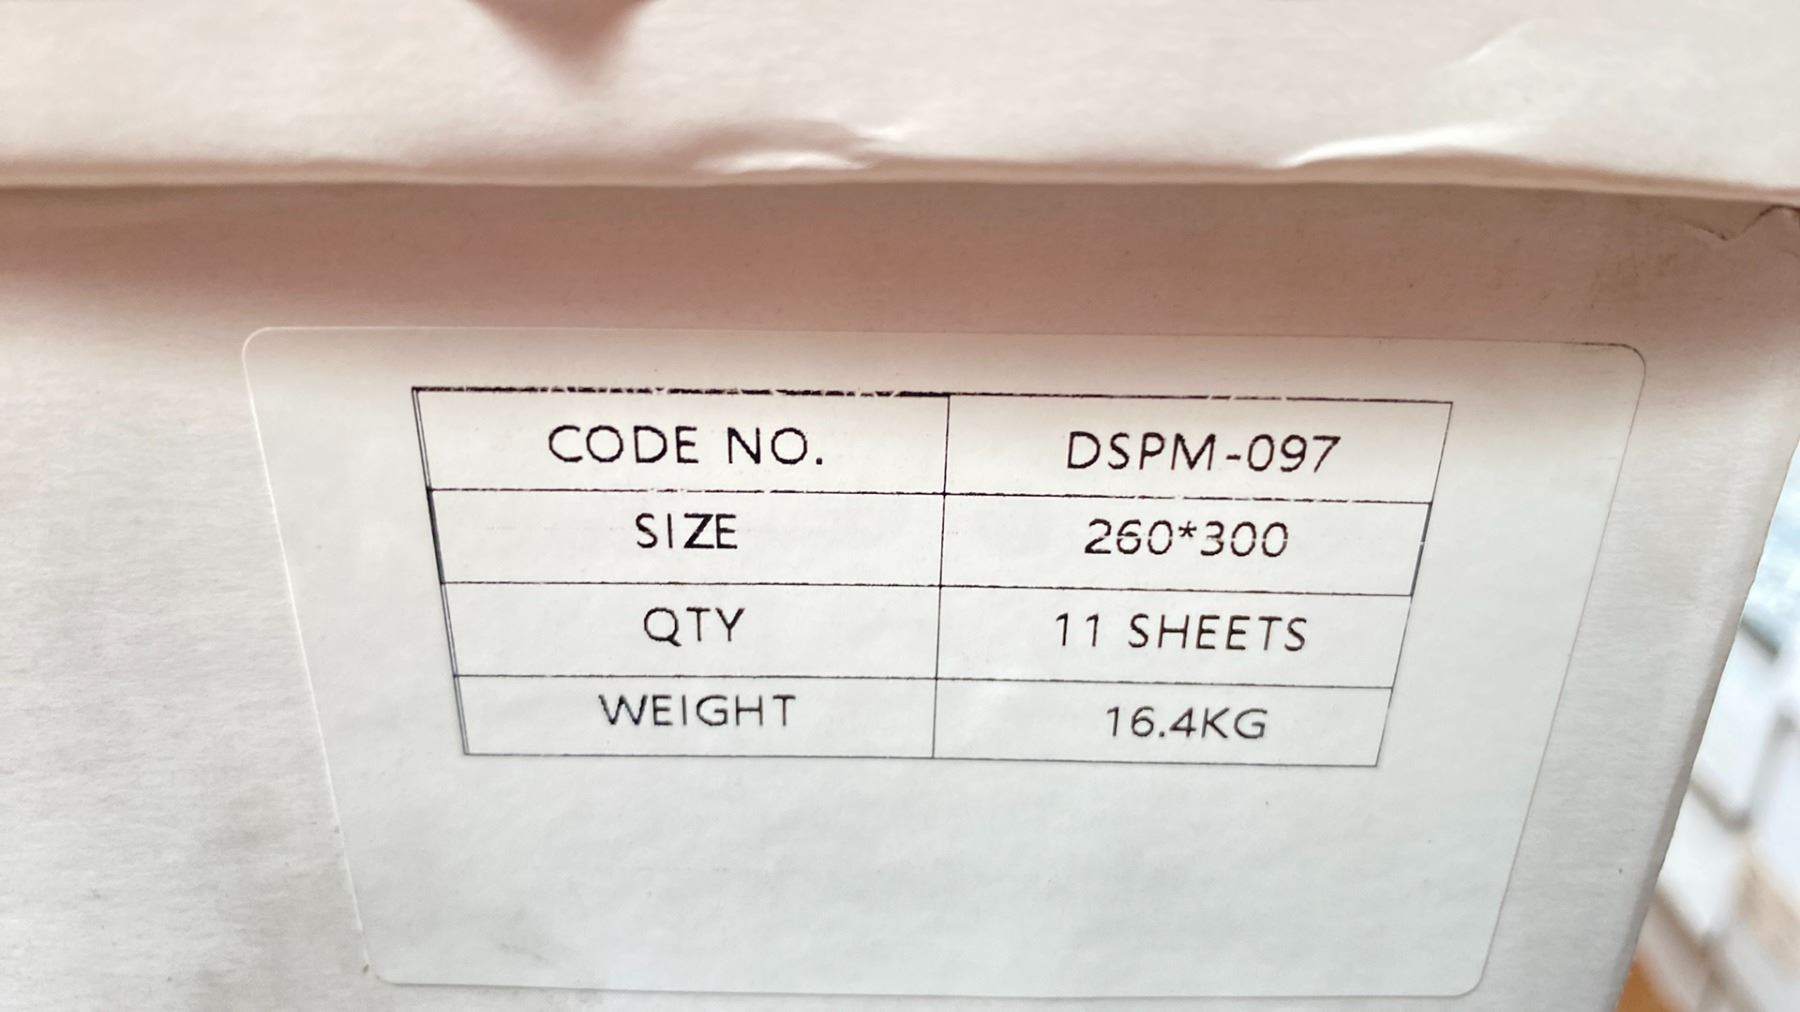 CODE NO. DSPM-097
SIZE 260*300
QTY 11 SHEETS
WEIGHT 16.4KG